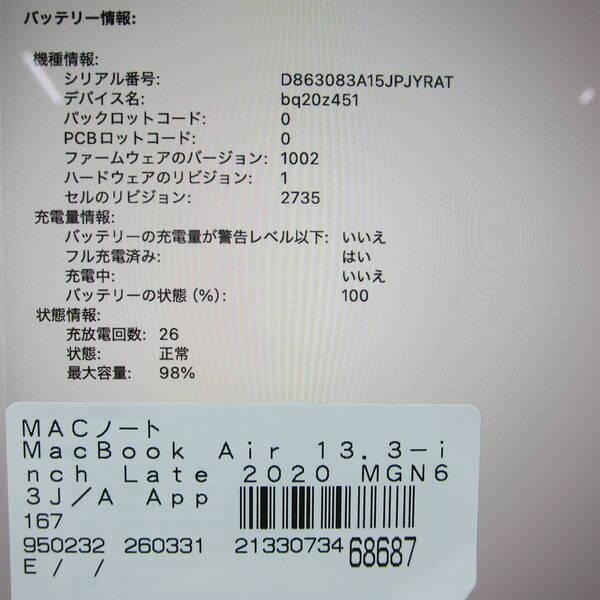 バッテリー情報:
機種情報:
シリアル番号: D863083A15JPJYRAT
デバイス名: bq20z451
パックロットコード: 0
PCBロットコード: 0
ファームウェアのバージョン: 1002
ハードウェアのリビジョン: 1
セルのリビジョン: 2735
充電量情報:
バッテリーの充電量が警告レベル以下: いいえ
フル充電済み: はい
充電中: いいえ
バッテリーの状態（%）: 100
状態情報:
充放電回数: 26
状態: 正常
最大容量: 98%
MACノート
MacBook Air 13.3-i
nch Late 2020 MGN6
3J/A App
167
950232 260331 21330734 68687
E / /